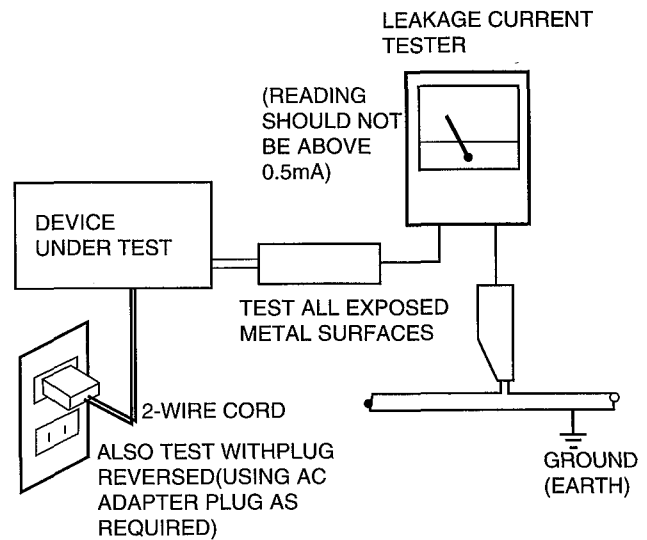 LEAKAGE CURRENT
TESTER
(READING
SHOULD NOT
BE ABOVE
0.5mA)
DEVICE
UNDER TEST
TEST ALL EXPOSED
METAL SURFACES
2-WIRE CORD
ALSO TEST WITHPLUG
REVERSED(USING AC
ADAPTER PLUG AS
REQUIRED)
GROUND
(EARTH)